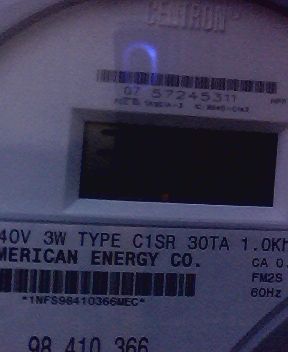 CENTRON
07 57245311
40V 3W TYPE C1SR 30TA 1.0Kh
MERICAN ENERGY CO.
CA 0.
FM2S
60Hz
*1NFS98410366MEC*
98 410 366